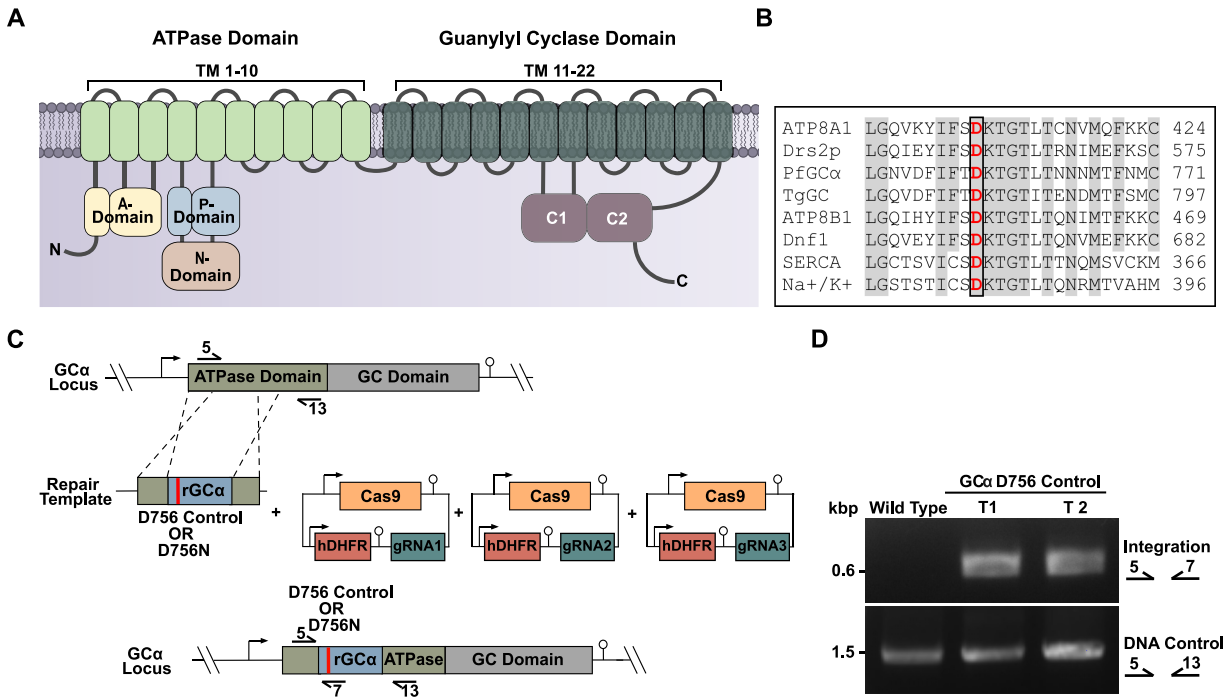 A
ATPase Domain
Guanylyl Cyclase Domain
TM 1-10
TM 11-22
A-
Domain
P-
Domain
N-
Domain
N
C1
C2
C
B
ATP8A1 LGQVKYIFSDKTGTLTCNVMQFKKC 424
Drs2p LGQIEYIFSDKTGTLTRNIMEFKSC 575
PfGCα LGNVDFIFTDKTGTLTNNNMTFNMC 771
TgGC LGQVDFIFTDKTGTITENDMTFSMC 797
ATP8B1 LGQIHYIFSDKTGTLTQNIMTFKKC 469
Dnf1 LGQVEYIFSDKTGTLTQNVMEFKKC 682
SERCA LGCTSVICSDKTGTLTTNQMSVCKM 366
Na+/K+ LGSTSTICSDKTGTLTQNRMTVAHM 396
C
GCα
Locus
5
ATPase Domain
GC Domain
13
Repair
Template
rGCα
D756 Control
OR
D756N
+
Cas9
hDHFR
gRNA1
+
Cas9
hDHFR
gRNA2
+
Cas9
hDHFR
gRNA3
D756 Control
OR
D756N
GCα
Locus
5
rGCα
ATPase
GC Domain
7
13
D
GCα D756 Control
kbp
Wild Type
T1
T 2
0.6
Integration
5
7
1.5
DNA Control
5
13